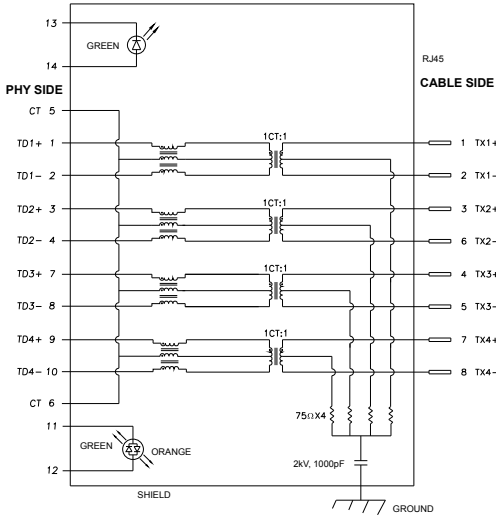 13
GREEN
14
RJ45
PHY SIDE
CABLE SIDE
CT 5
1CT:1
TD1+ 1
1 TX1+
TD1- 2
2 TX1-
1CT:1
TD2+ 3
3 TX2+
TD2- 4
6 TX2-
1CT:1
TD3+ 7
4 TX3+
TD3- 8
5 TX3-
1CT:1
TD4+ 9
7 TX4+
TD4- 10
8 TX4-
CT 6
75ΩX4
11
GREEN
ORANGE
12
2kV, 1000pF
SHIELD
GROUND